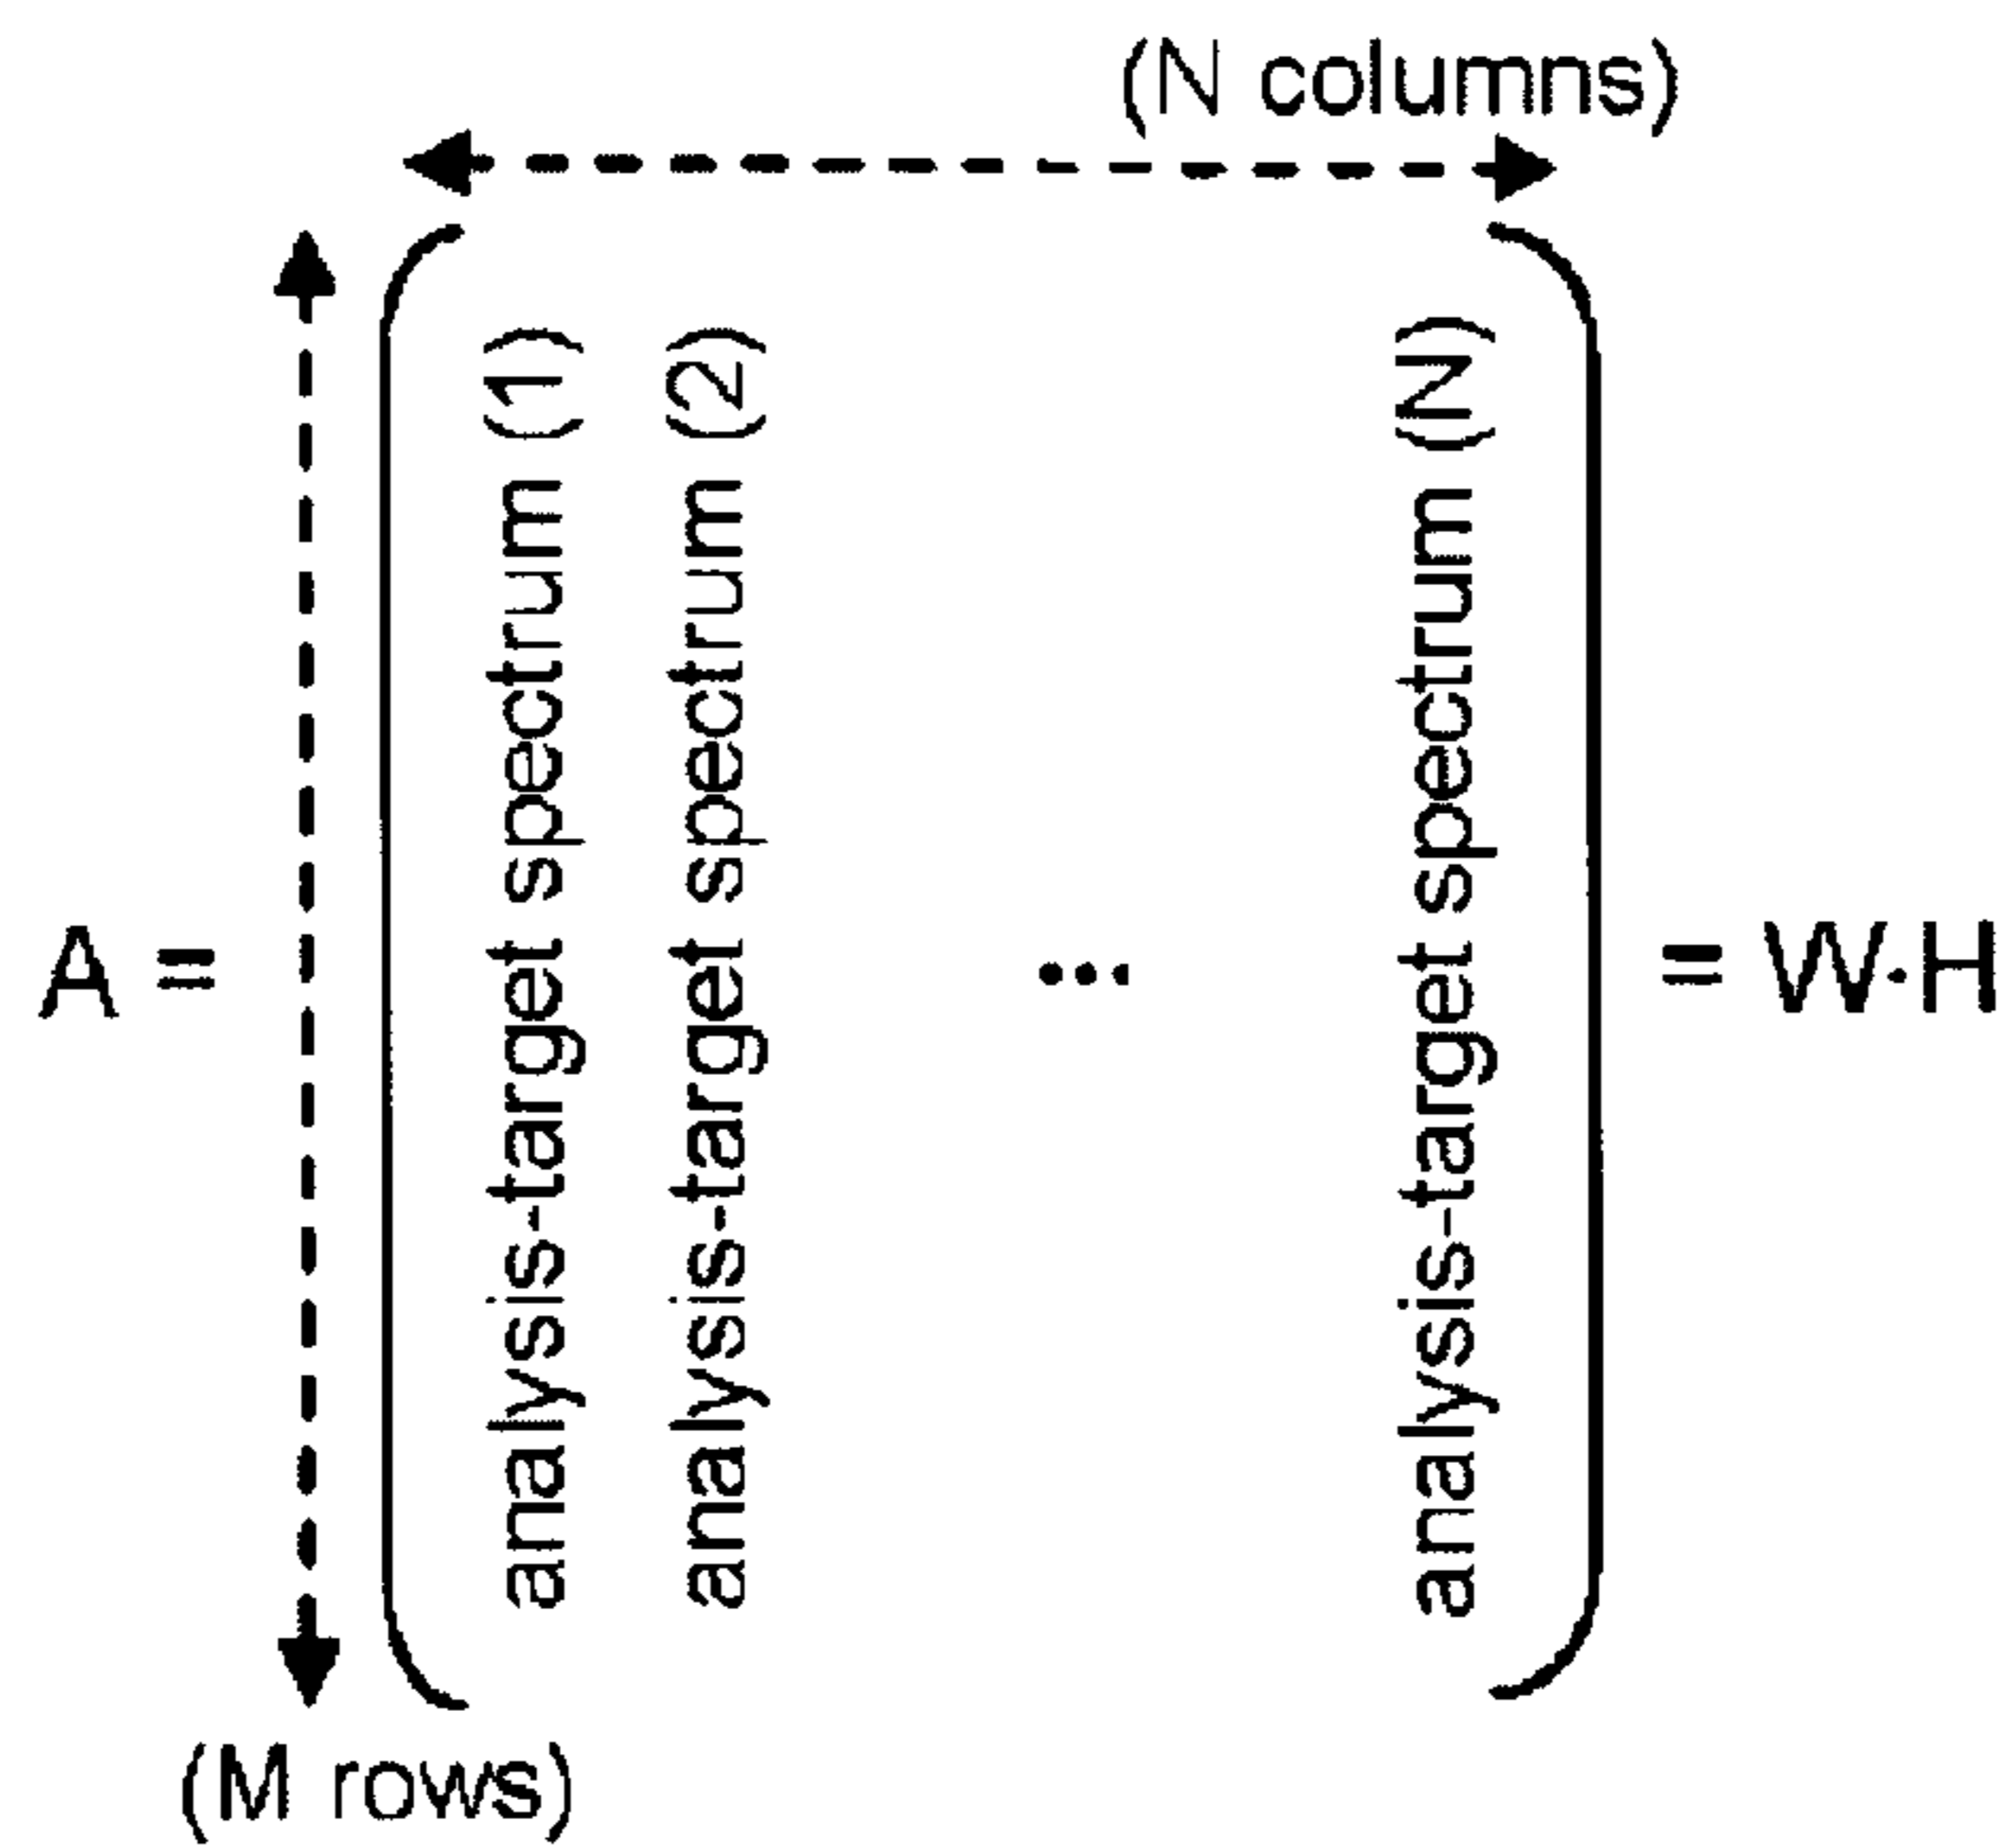 (N columns)
A =
analysis-target spectrum (1)
analysis-target spectrum (2)
...
analysis-target spectrum (N)
= W·H
(M rows)